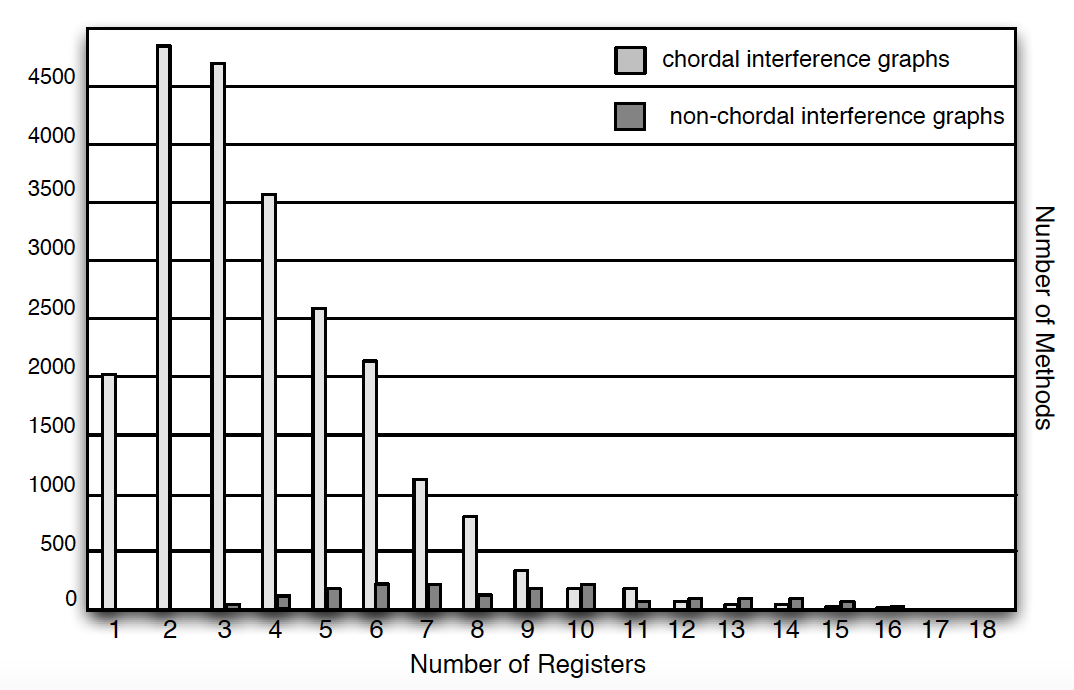 chordal interference graphs
non-chordal interference graphs
4500
4000
3500
3000
2500
2000
1500
1000
500
0
Number of Methods
1 2 3 4 5 6 7 8 9 10 11 12 13 14 15 16 17 18
Number of Registers